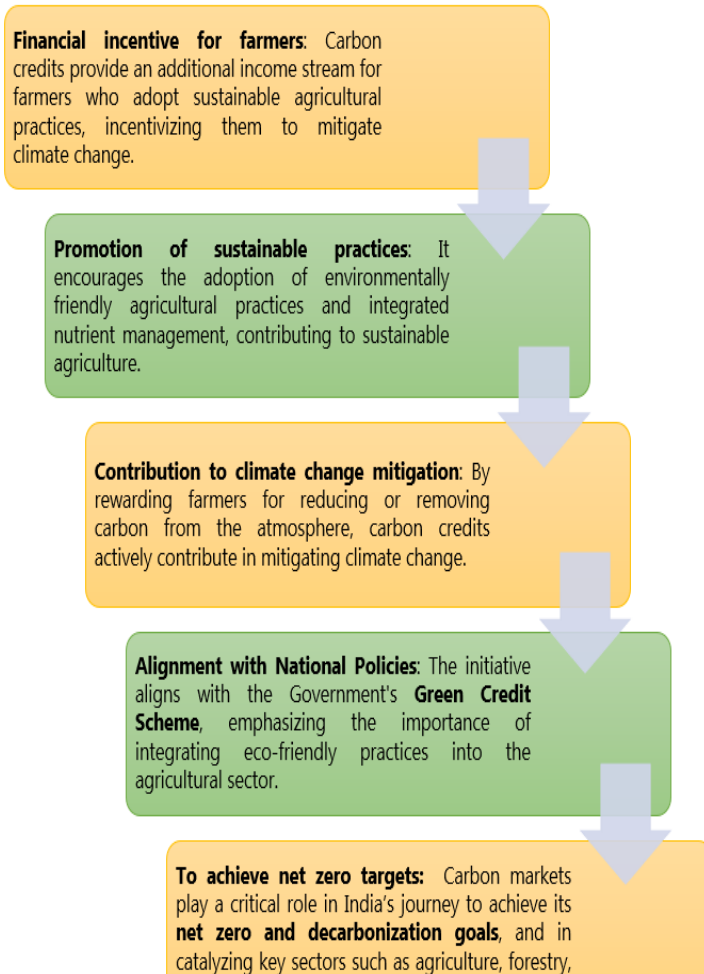 Financial incentive for farmers: Carbon
credits provide an additional income stream for
farmers who adopt sustainable agricultural
practices, incentivizing them to mitigate
climate change.
Promotion of sustainable practices: It
encourages the adoption of environmentally
friendly agricultural practices and integrated
nutrient management, contributing to sustainable
agriculture.
Contribution to climate change mitigation: By
rewarding farmers for reducing or removing
carbon from the atmosphere, carbon credits
actively contribute in mitigating climate change.
Alignment with National Policies: The initiative
aligns with the Government's Green Credit
Scheme, emphasizing the importance of
integrating eco-friendly practices into the
agricultural sector.
To achieve net zero targets: Carbon markets
play a critical role in India's journey to achieve its
net zero and decarbonization goals, and in
catalyzing key sectors such as agriculture, forestry,